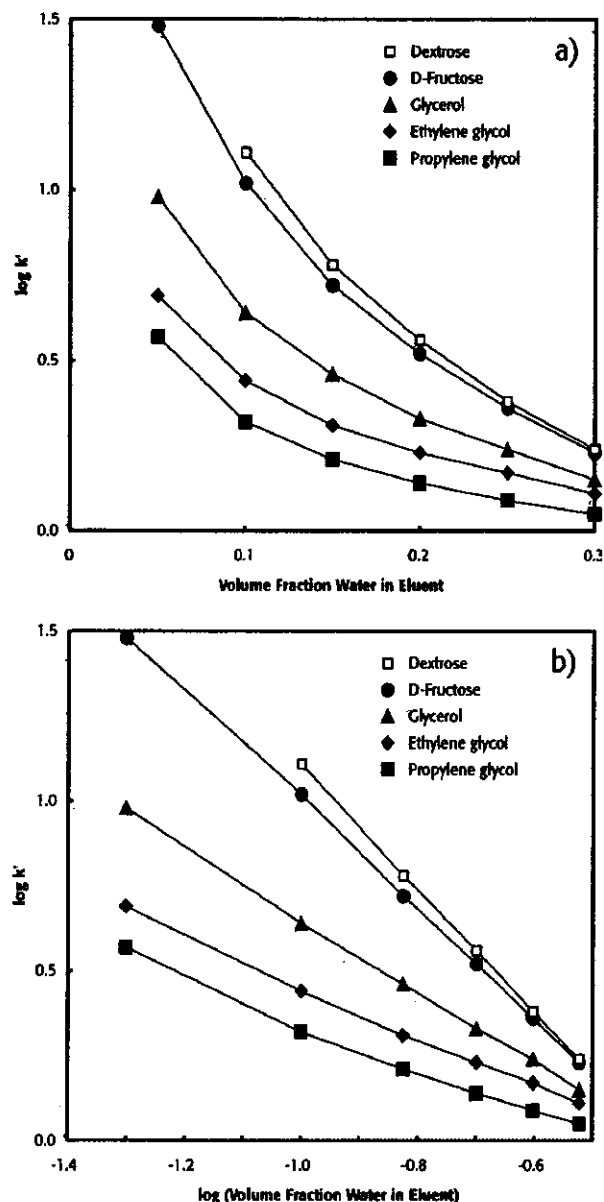 1.5
a)
Dextrose
D-Fructose
Glycerol
Ethylene glycol
Propylene glycol
1.0
log k'
0.5
0.0
0 0.1 0.2 0.3
Volume Fraction Water in Eluent
1.5
b)
Dextrose
D-Fructose
Glycerol
Ethylene glycol
Propylene glycol
1.0
log k'
0.5
0.0
-1.4 -1.2 -1.0 -0.8 -0.6
log (Volume Fraction Water in Eluent)